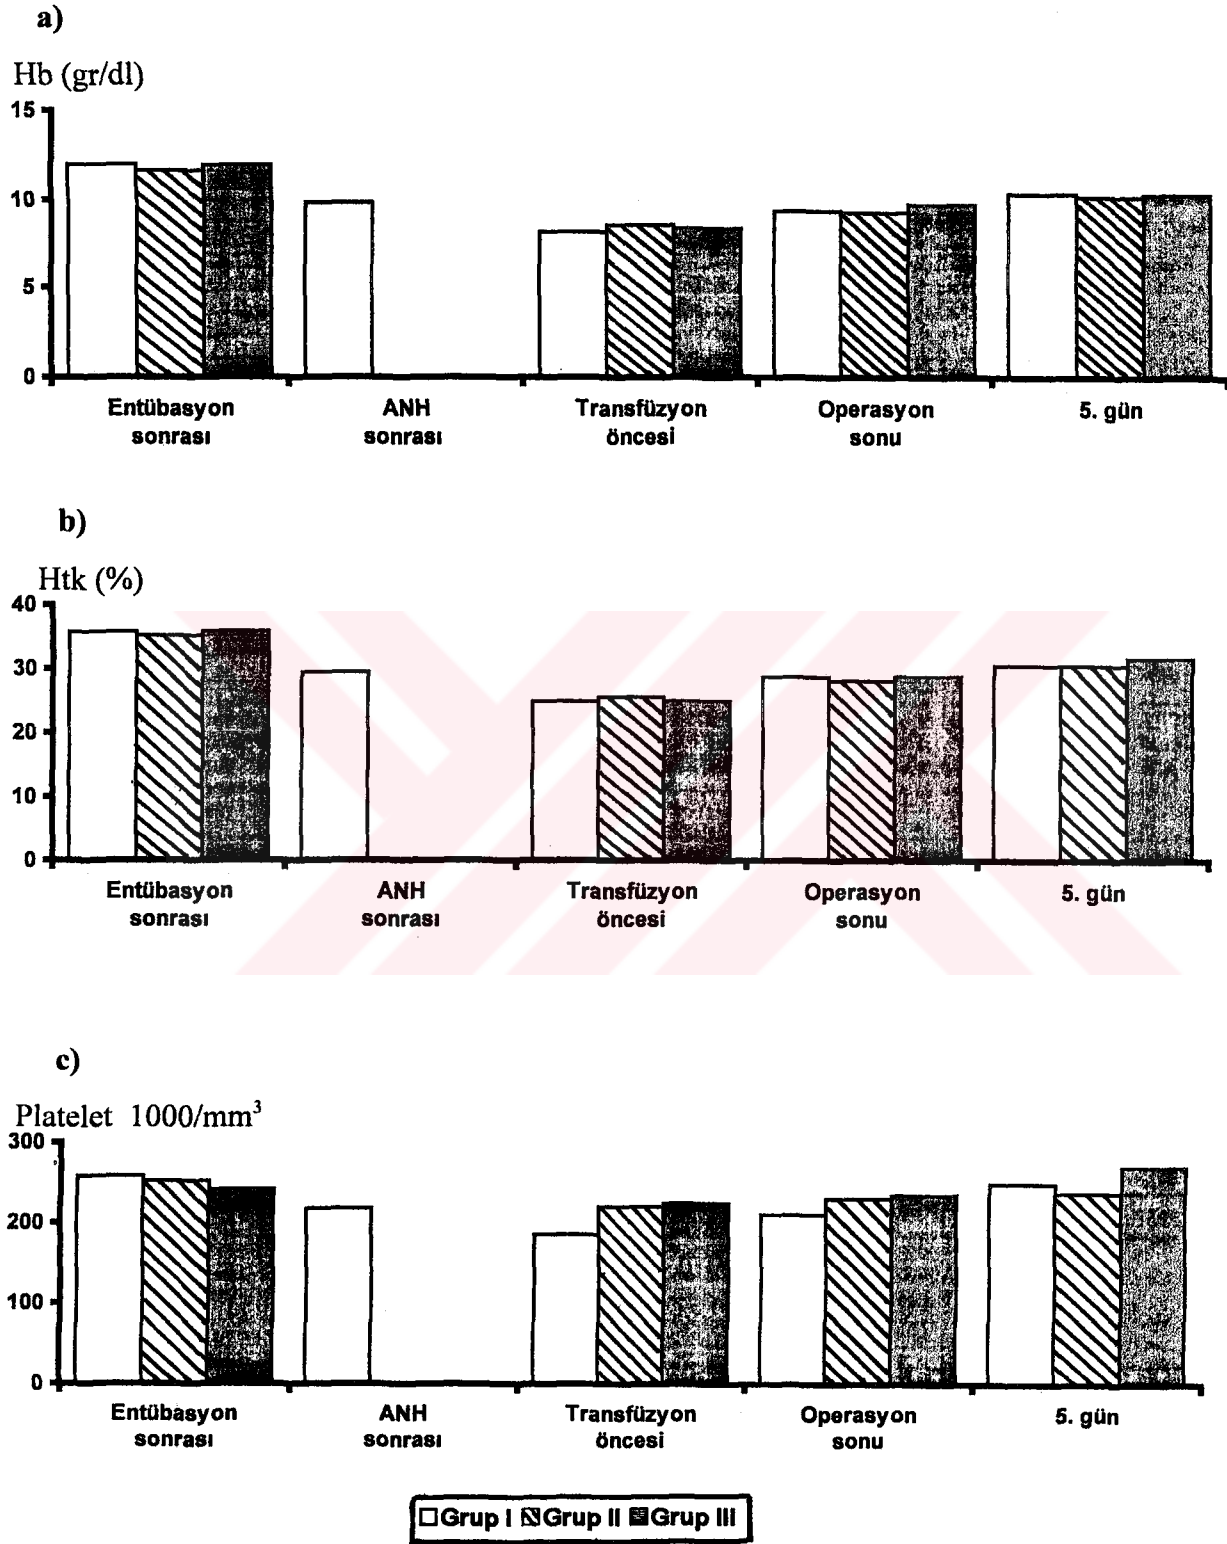 a)
Hb (gr/dl)
15
10
5
0
Entübasyon
sonrası
ANH
sonrası
Transfüzyon
öncesi
Operasyon
sonu
5. gün
b)
Htk (%)
40
30
20
10
0
Entübasyon
sonrası
ANH
sonrası
Transfüzyon
öncesi
Operasyon
sonu
5. gün
c)
Platelet 1000/mm³
300
200
100
0
Entübasyon
sonrası
ANH
sonrası
Transfüzyon
öncesi
Operasyon
sonu
5. gün
Grup I Grup II Grup III